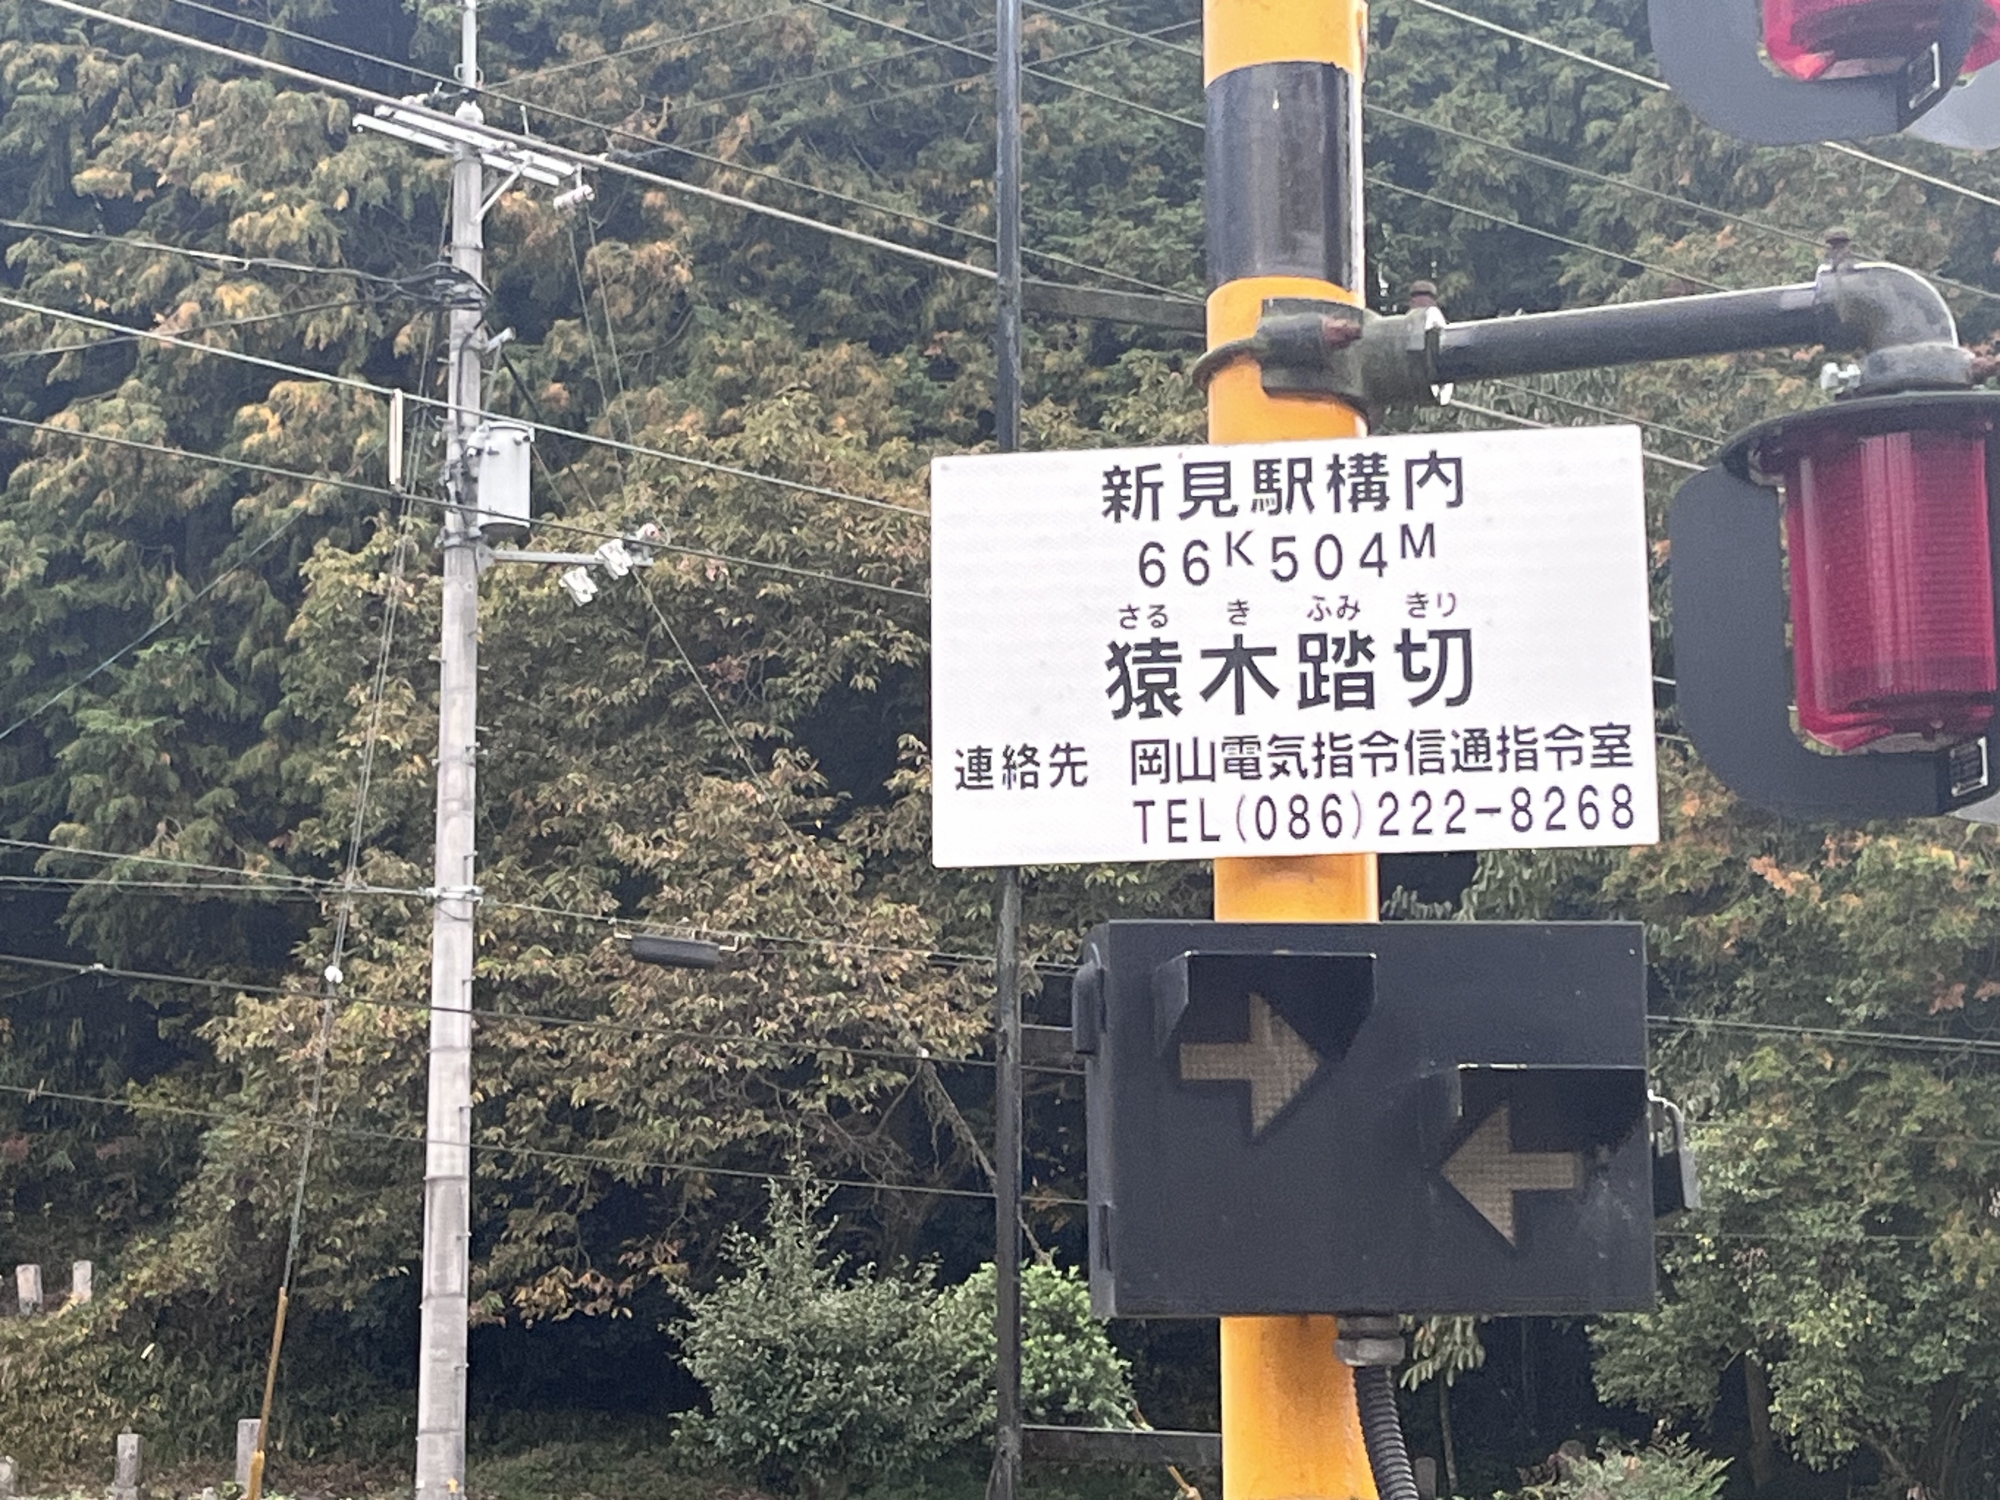 新見駅構内
66K504M
さる き ふみ きり
猿木踏切
連絡先 岡山電気指令信通指令室
TEL(086)222-8268